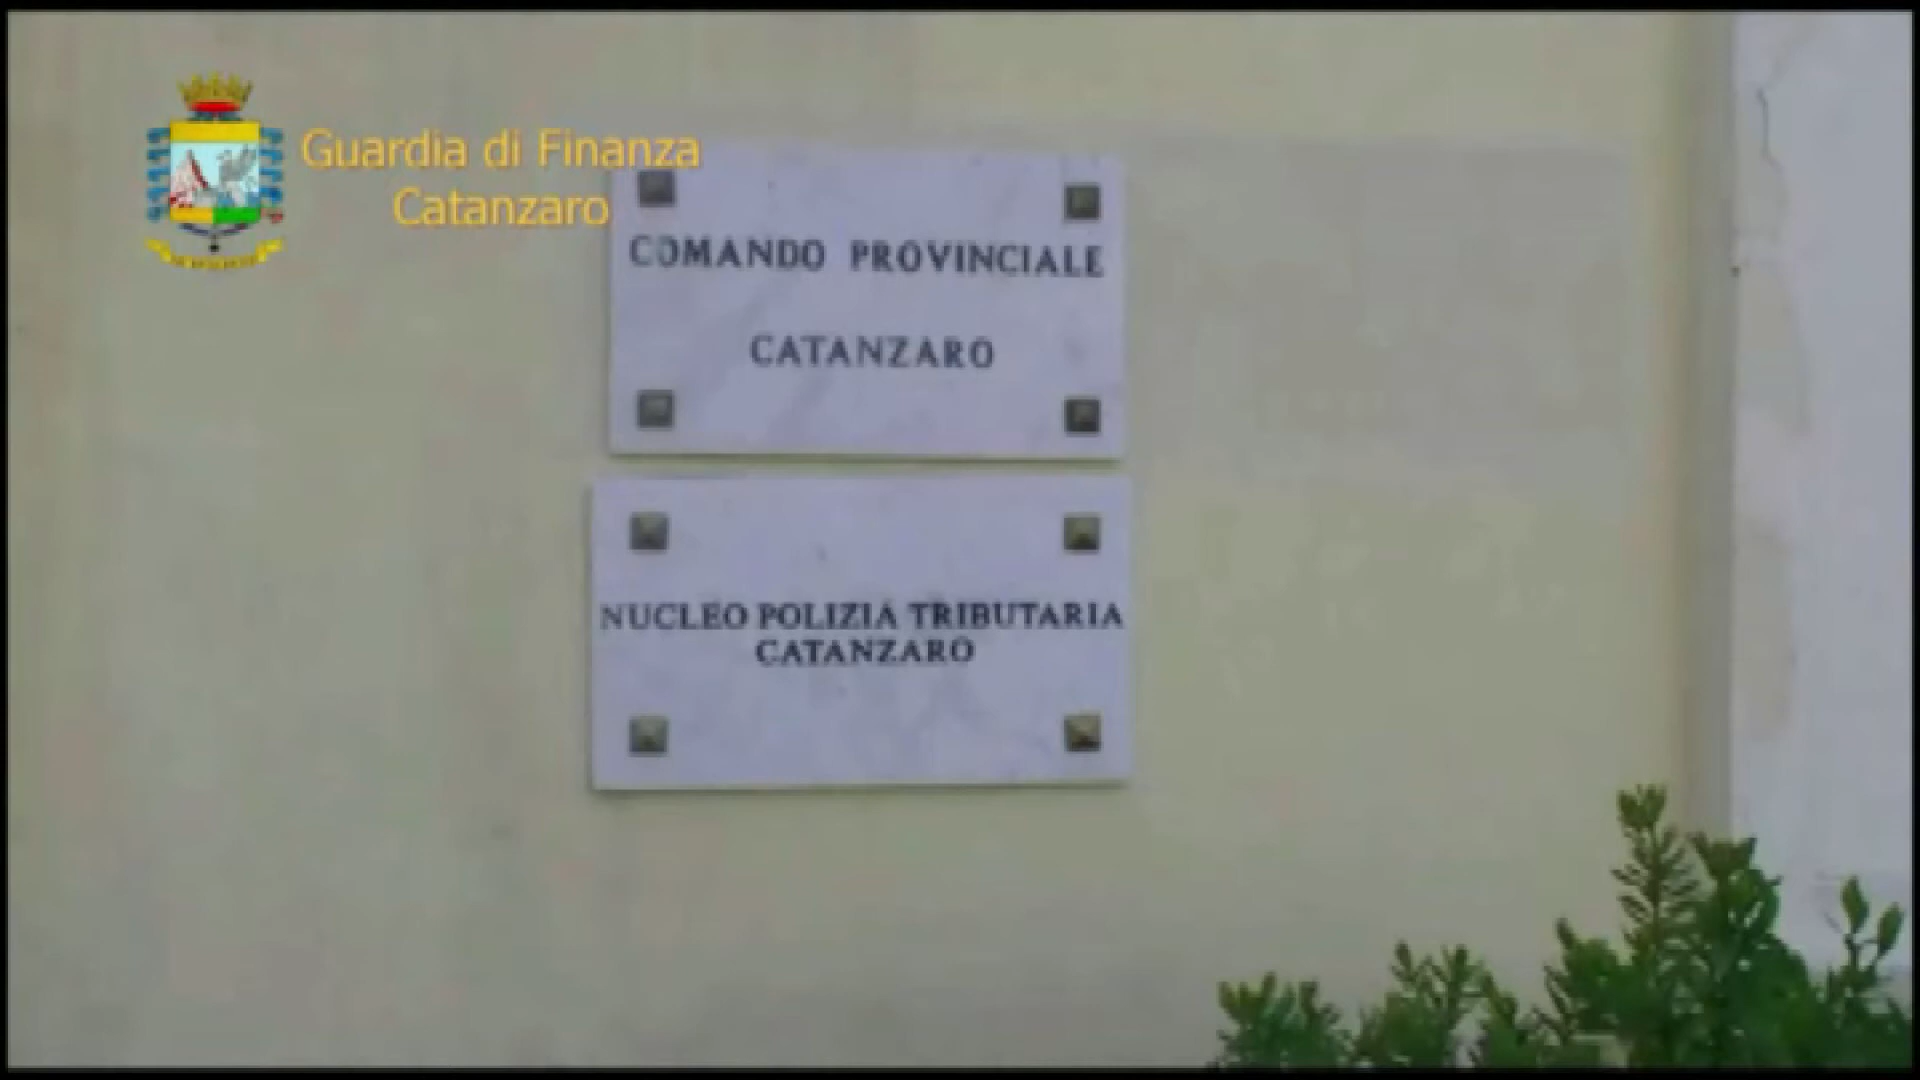 Guardia di Finanza
Catanzaro
COMANDO PROVINCIALE
CATANZARO
NUCLEO POLIZIA TRIBUTARIA
CATANZARO